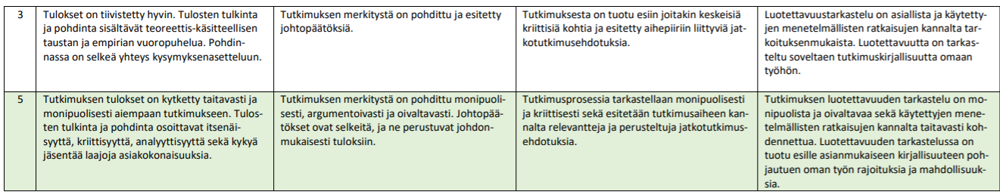 3
Tulokset on tiivistetty hyvin. Tulosten tulkinta
ja pohdinta sisältävät teoreettis-käsitteellisen
taustan ja empirian vuoropuhelua. Pohdin-
nassa on selkeä yhteys kysymyksenasetteluun.
Tutkimuksen merkitystä on pohdittu ja esitetty
johtopäätöksiä.
Tutkimuksesta on tuotu esiin joitakin keskeisiä
kriittisiä kohtia ja esitetty aihepiiriin liittyviä jat-
kotutkimusehdotuksia.
Luotettavuustarkastelu on asiallista ja käytetty-
jen menetelmällisten ratkaisujen kannalta tar-
koituksenmukaista. Luotettavuutta on tarkas-
teltu soveltaen tutkimuskirjallisuutta omaan
työhön.
5
Tutkimuksen tulokset on kytketty taitavasti ja
monipuolisesti aiempaan tutkimukseen. Tulos-
ten tulkinta ja pohdinta osoittavat itsenäi-
syyttä, kriittisyyttä, analyyttisyyttä sekä kykyä
jäsentää laajoja asiakokonaisuuksia.
Tutkimuksen merkitystä on pohdittu monipuoli-
sesti, argumentoivasti ja oivaltavasti. Johtopää-
tökset ovat selkeitä, ja ne perustuvat johdon-
mukaisesti tuloksiin.
Tutkimusprosessia tarkastellaan monipuolisesti
ja kriittisesti sekä esitetään tutkimusaiheen kan-
nalta relevantteja ja perusteltuja jatkotutkimus-
ehdotuksia.
Tutkimuksen luotettavuuden tarkastelu on mo-
nipuolista ja oivaltavaa sekä käytettyjen mene-
telmällisten ratkaisujen kannalta taitavasti koh-
dennettua. Luotettavuuden tarkastelussa on
tuotu esille asianmukaiseen kirjallisuuteen poh-
jautuen oman työn rajoituksia ja mahdollisuuk-
sia.